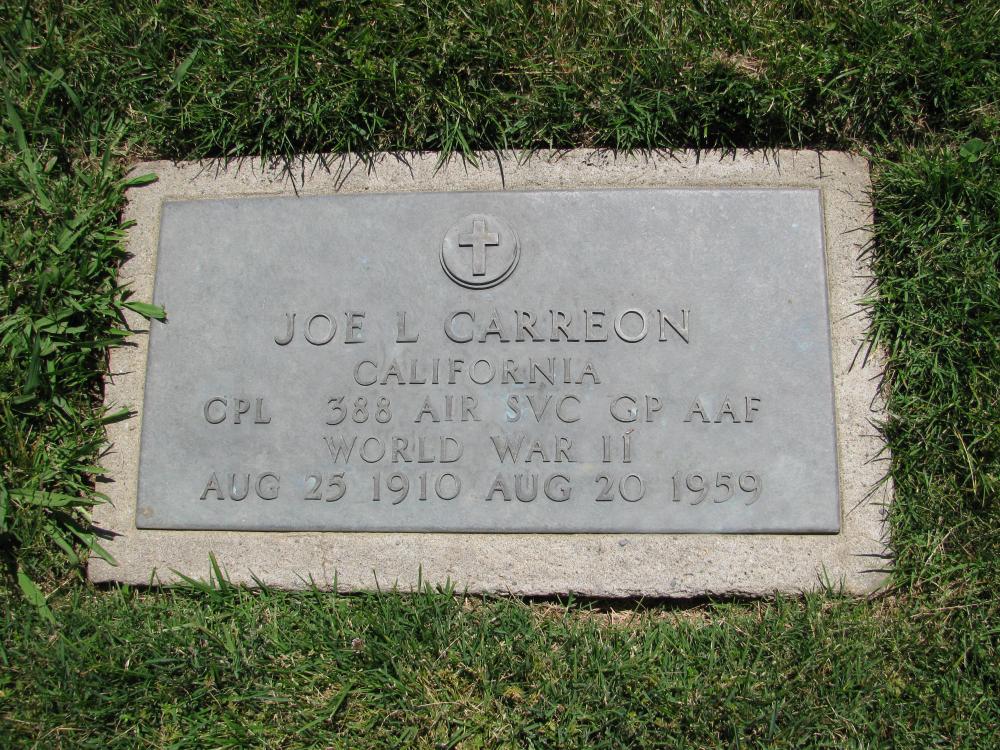 JOE L CARREON
CALIFORNIA
CPL 388 AIR SVC GP AAF
WORLD WAR II
AUG 25 1910 AUG 20 1959